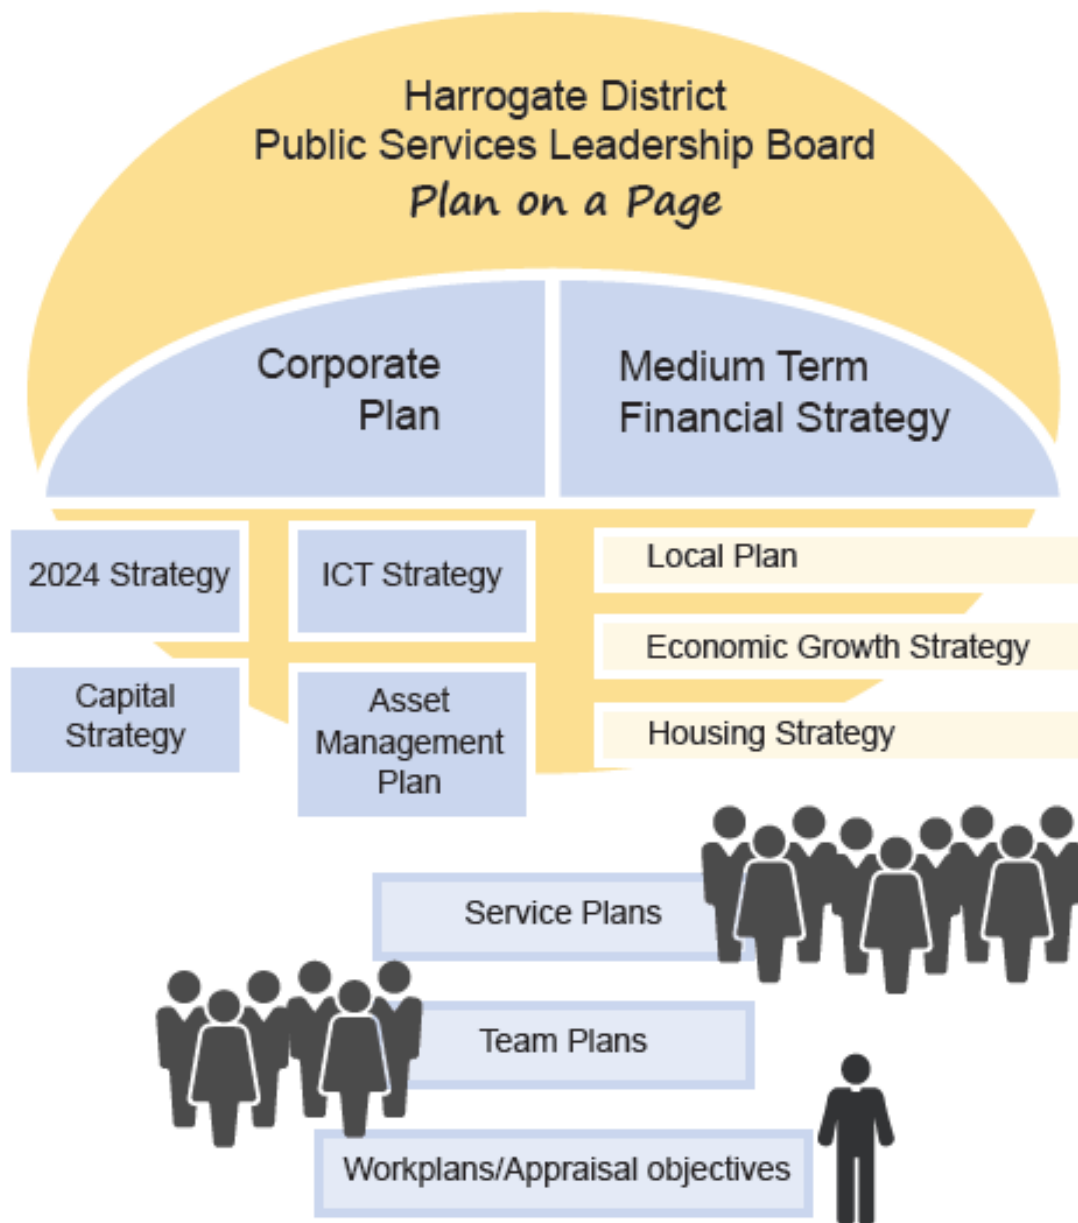 Harrogate District
Public Services Leadership Board
Plan on a Page
Corporate
Plan
Medium Term
Financial Strategy
2024 Strategy
ICT Strategy
Local Plan
Economic Growth Strategy
Capital
Strategy
Asset
Management
Plan
Housing Strategy
Service Plans
Team Plans
Workplans/Appraisal objectives